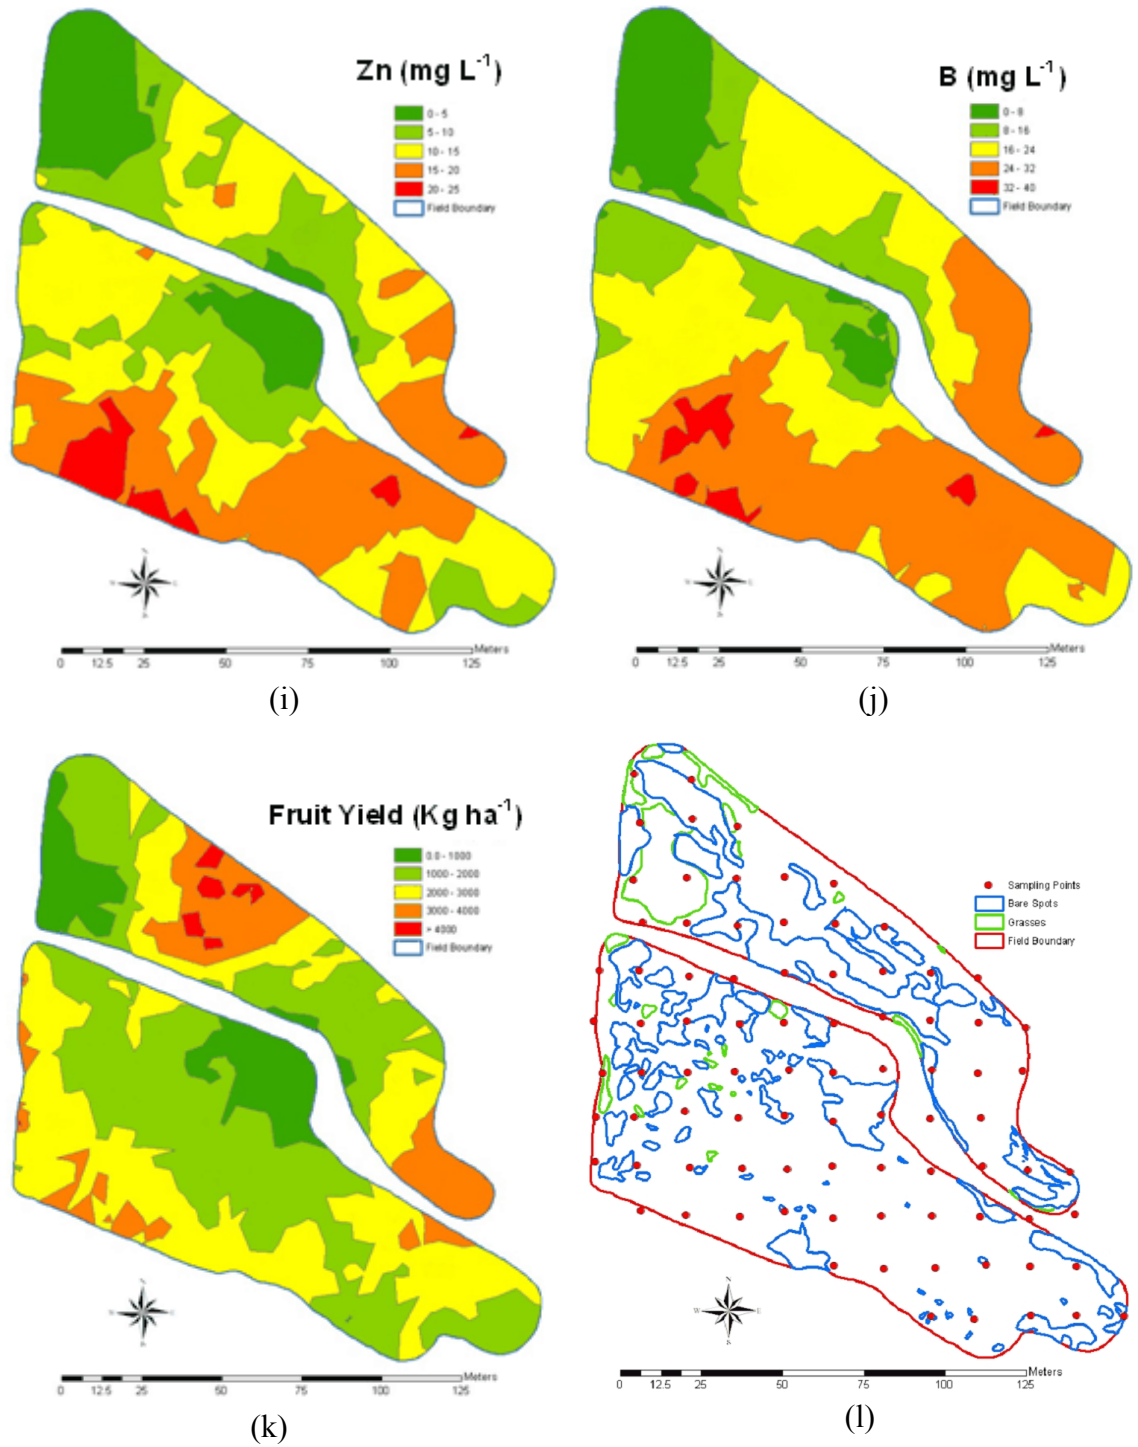 Zn (mg L-1)
0 - 5
5 - 10
10 - 15
15 - 20
20 - 25
Field Boundary
N
W E
0 12.5 25 50 75 100 125 Meters
(i)
B (mg L-1)
0 - 8
8 - 16
16 - 24
24 - 32
32 - 40
Field Boundary
N
W E
0 12.5 25 50 75 100 125 Meters
(j)
Fruit Yield (Kg ha-1)
0.0 - 1000
1000 - 2000
2000 - 3000
3000 - 4000
> 4000
Field Boundary
N
W E
0 12.5 25 50 75 100 125 Meters
(k)
Sampling Points
Bare Spots
Grasses
Field Boundary
N
W E
0 12.5 25 50 75 100 125 Meters
(l)